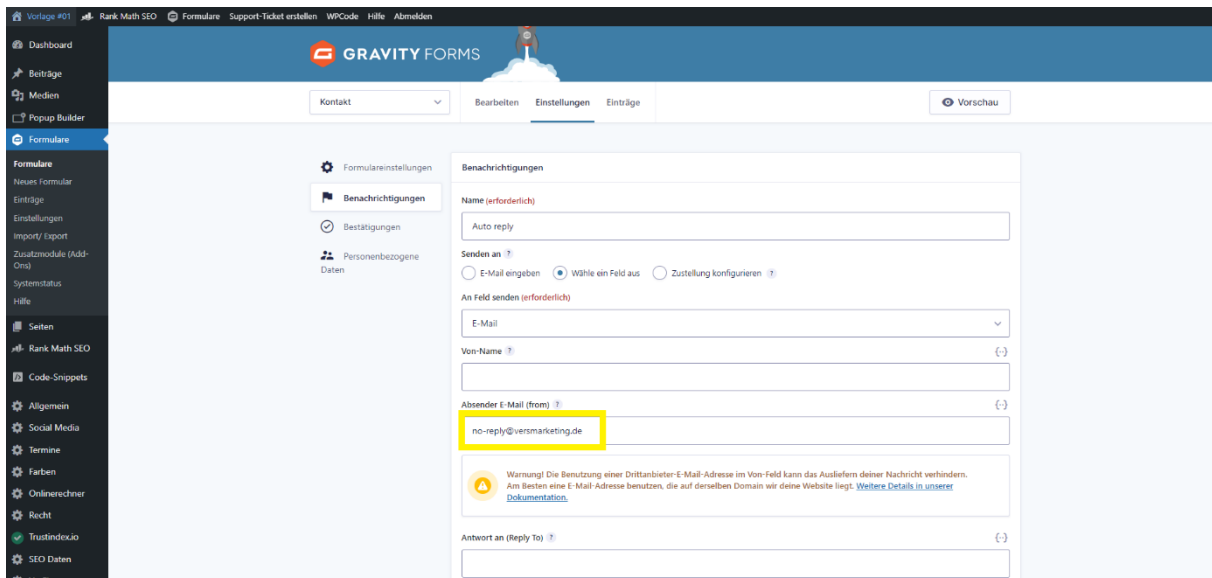 Vorlage #01 Rank Math SEO Formulare Support-Ticket erstellen WPCode Hilfe Abmelden
Dashboard
Beiträge
Medien
Popup Builder
Formulare
Formulare
Neues Formular
Einträge
Einstellungen
Import/ Export
Zusatzmodule (Add-
Ons)
Systemstatus
Hilfe
Seiten
Rank Math SEO
Code-Snippets
Allgemein
Social Media
Termine
Farben
Onlinerechner
Recht
Trustindex.io
SEO Daten
GRAVITY FORMS
Kontakt
Bearbeiten Einstellungen Einträge
Vorschau
Formulareinstellungen
Benachrichtigungen
Bestätigungen
Personenbezogene
Daten
Benachrichtigungen
Name (erforderlich)
Auto reply
Senden an ?
E-Mail eingeben Wähle ein Feld aus Zustellung konfigurieren ?
An Feld senden (erforderlich)
E-Mail
Von-Name ? {··}
Absender E-Mail (from) ? {··}
no-reply@versmarketing.de
Warnung! Die Benutzung einer Drittanbieter-E-Mail-Adresse im Von-Feld kann das Ausliefern deiner Nachricht verhindern.
Am Besten eine E-Mail-Adresse benutzen, die auf derselben Domain wir deine Website liegt. Weitere Details in unserer
Dokumentation.
Antwort an (Reply To) ? {··}